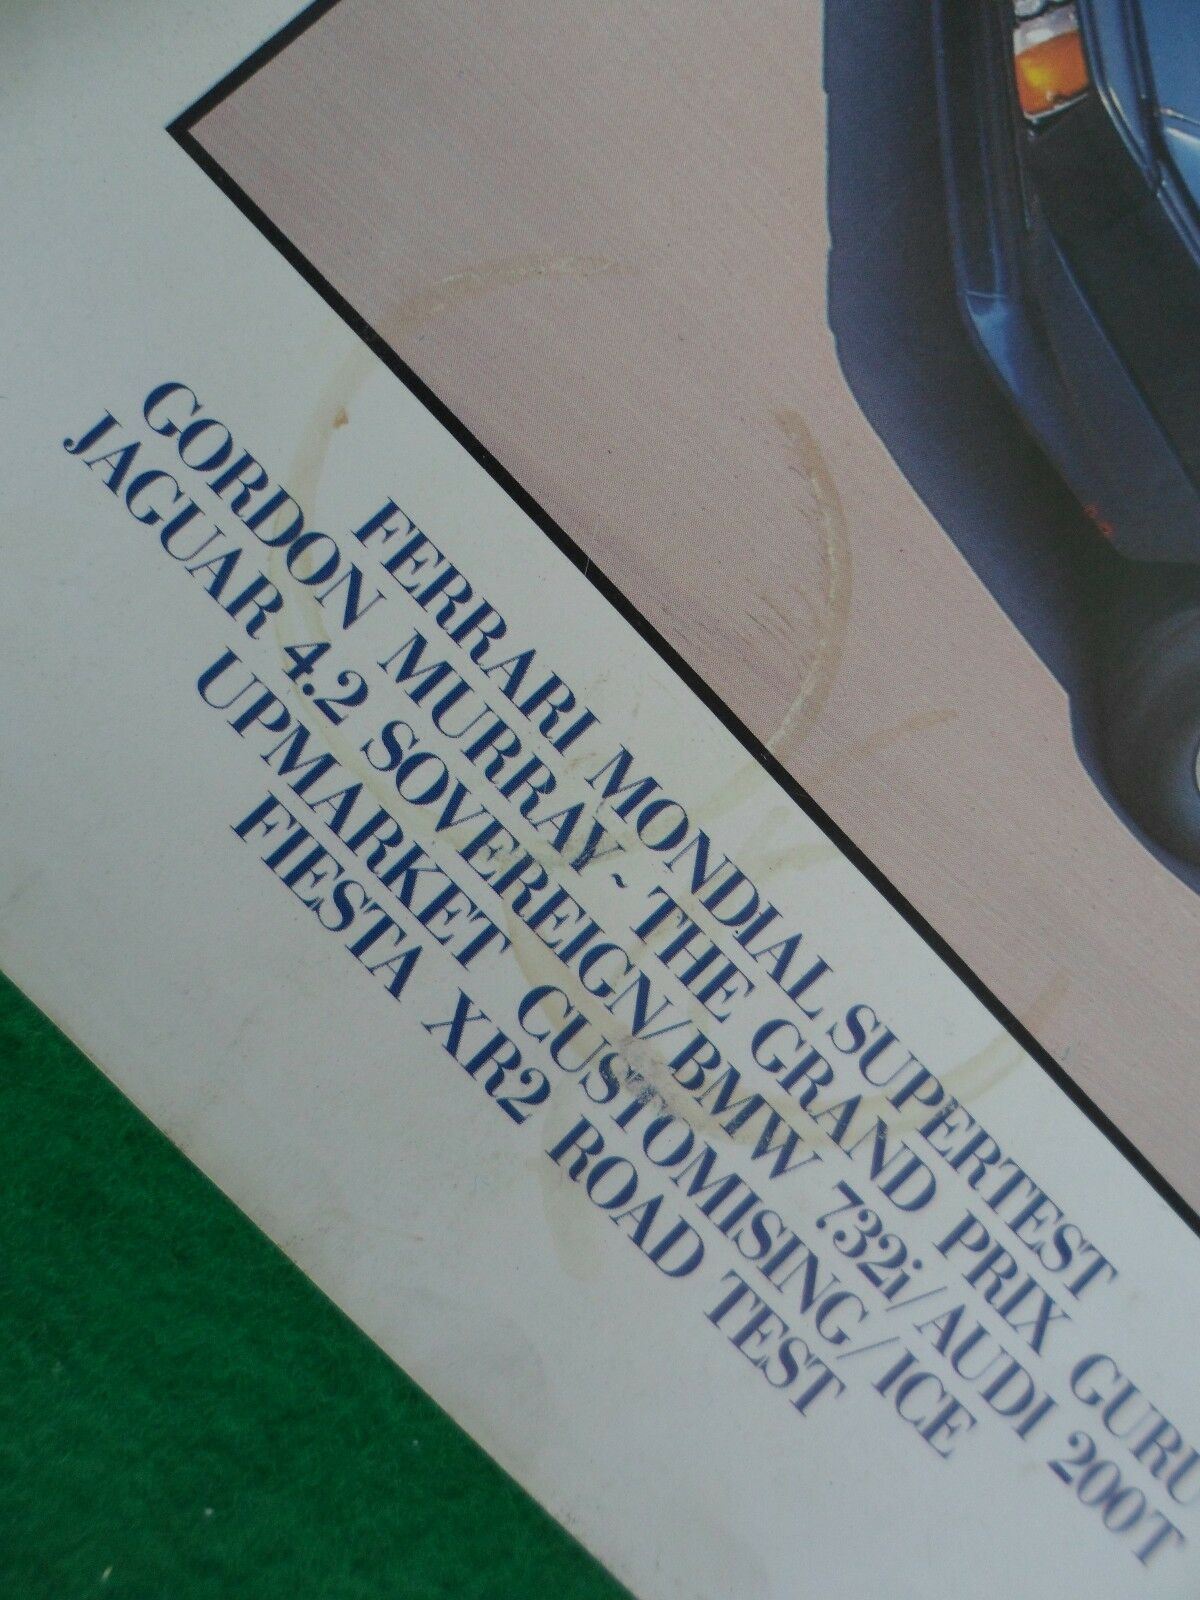 FERRARI MONDIAL SUPERTEST
GORDON MURRAY ~ THE GRAND PRIX GURU
JAGUAR 4.2 SOVEREIGN/BMW 732i/AUDI 200T
UPMARKET CUSTOMISING/ICE
FIESTA XR2 ROAD TEST